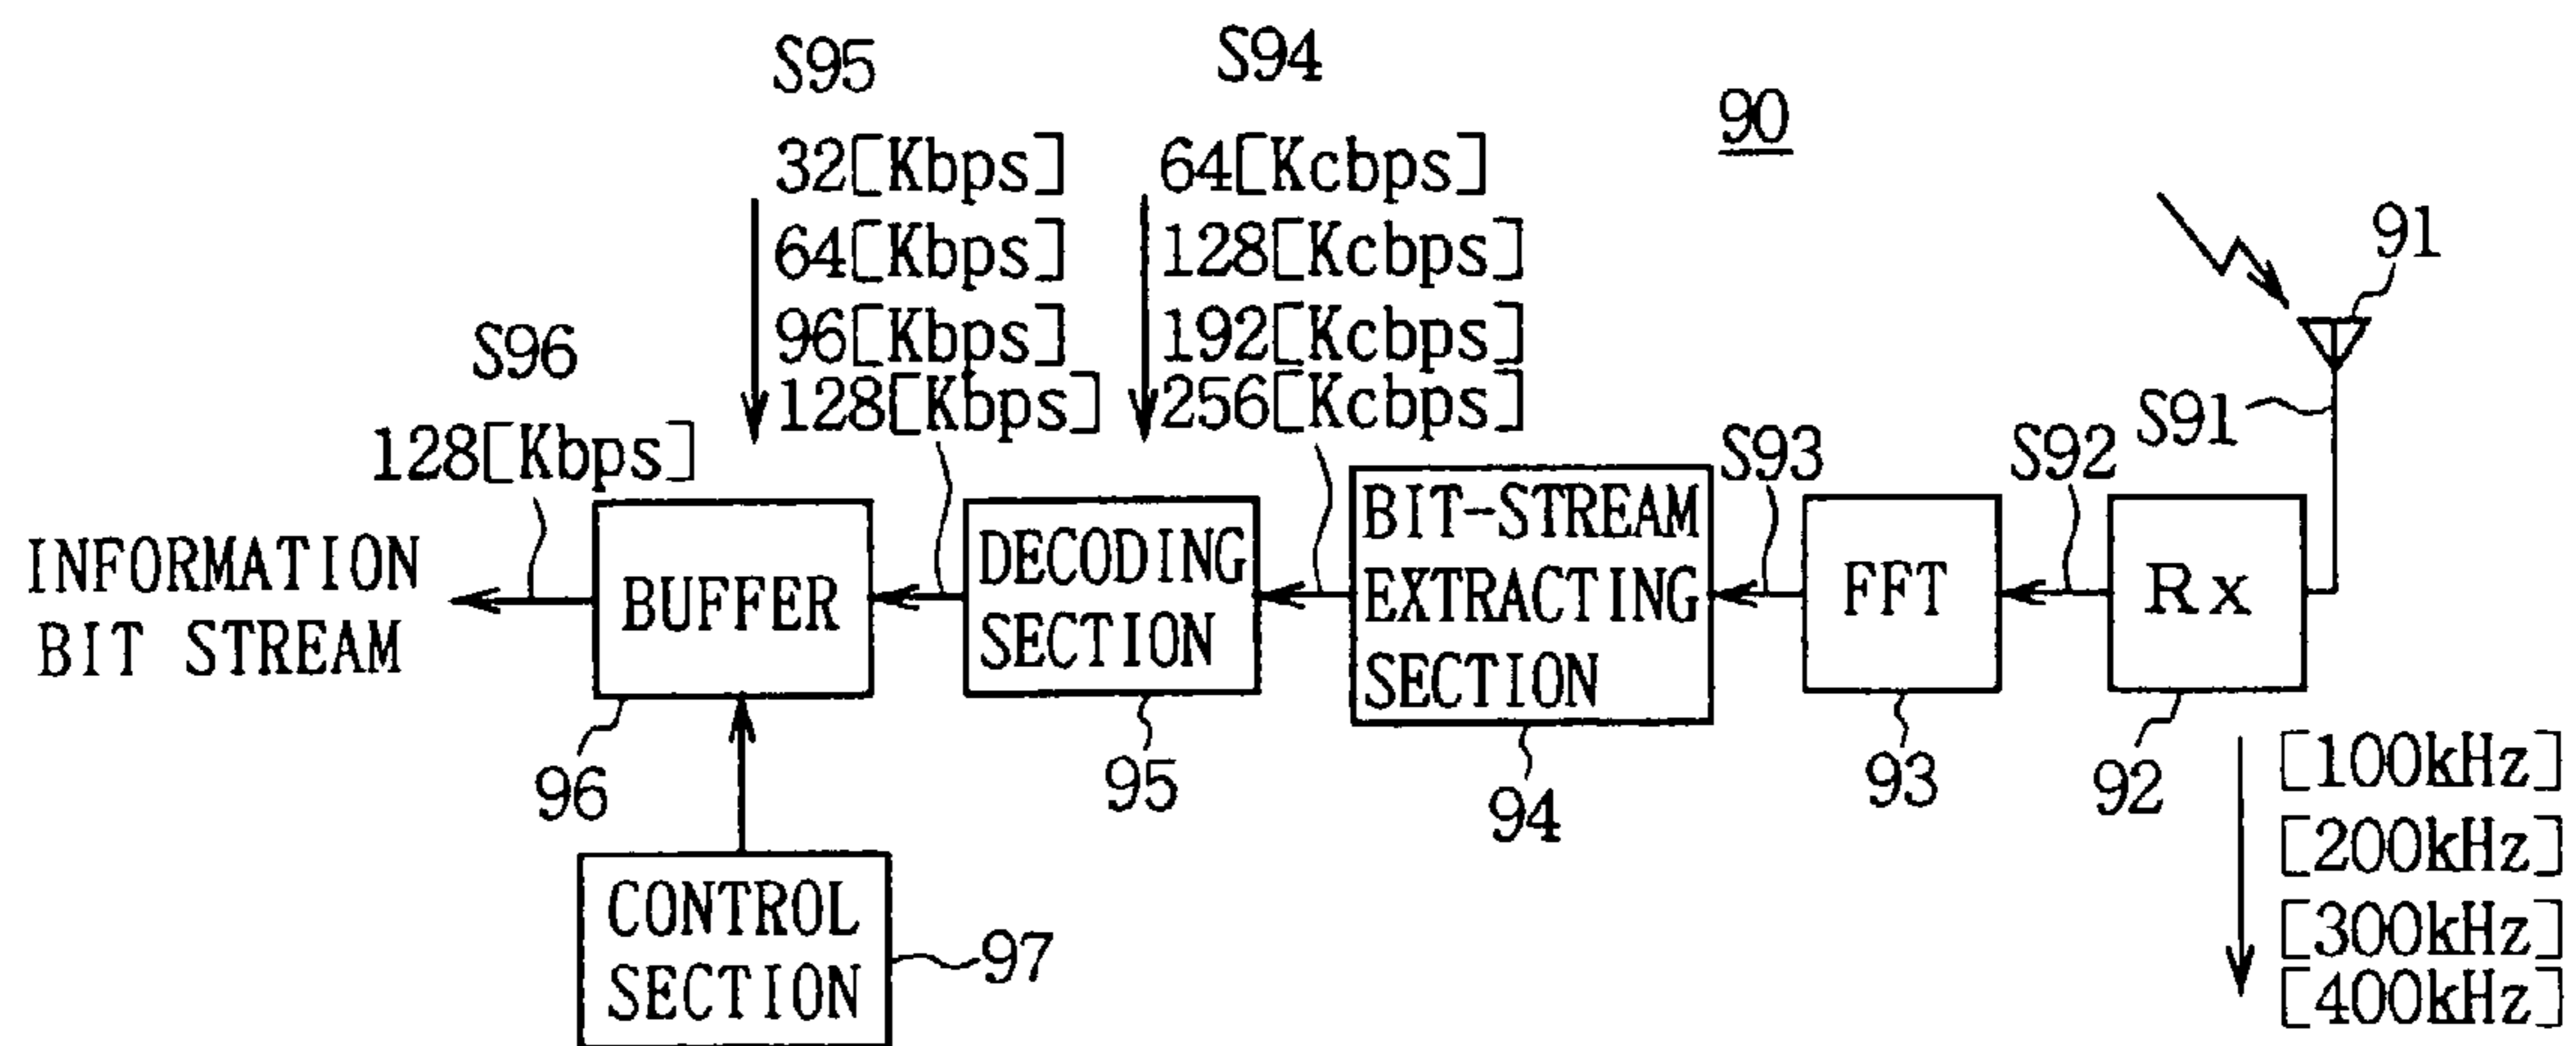 S95
S94
90
32[Kbps]
64[Kcbps]
64[Kbps]
128[Kcbps]
91
96[Kbps]
192[Kcbps]
S96
128[Kbps]
256[Kcbps]
S91
128[Kbps]
S93
S92
INFORMATION
BIT STREAM
BUFFER
DECODING
SECTION
BIT-STREAM
EXTRACTING
SECTION
FFT
Rx
96
95
94
93
92
[100kHz]
[200kHz]
[300kHz]
[400kHz]
CONTROL
SECTION
97